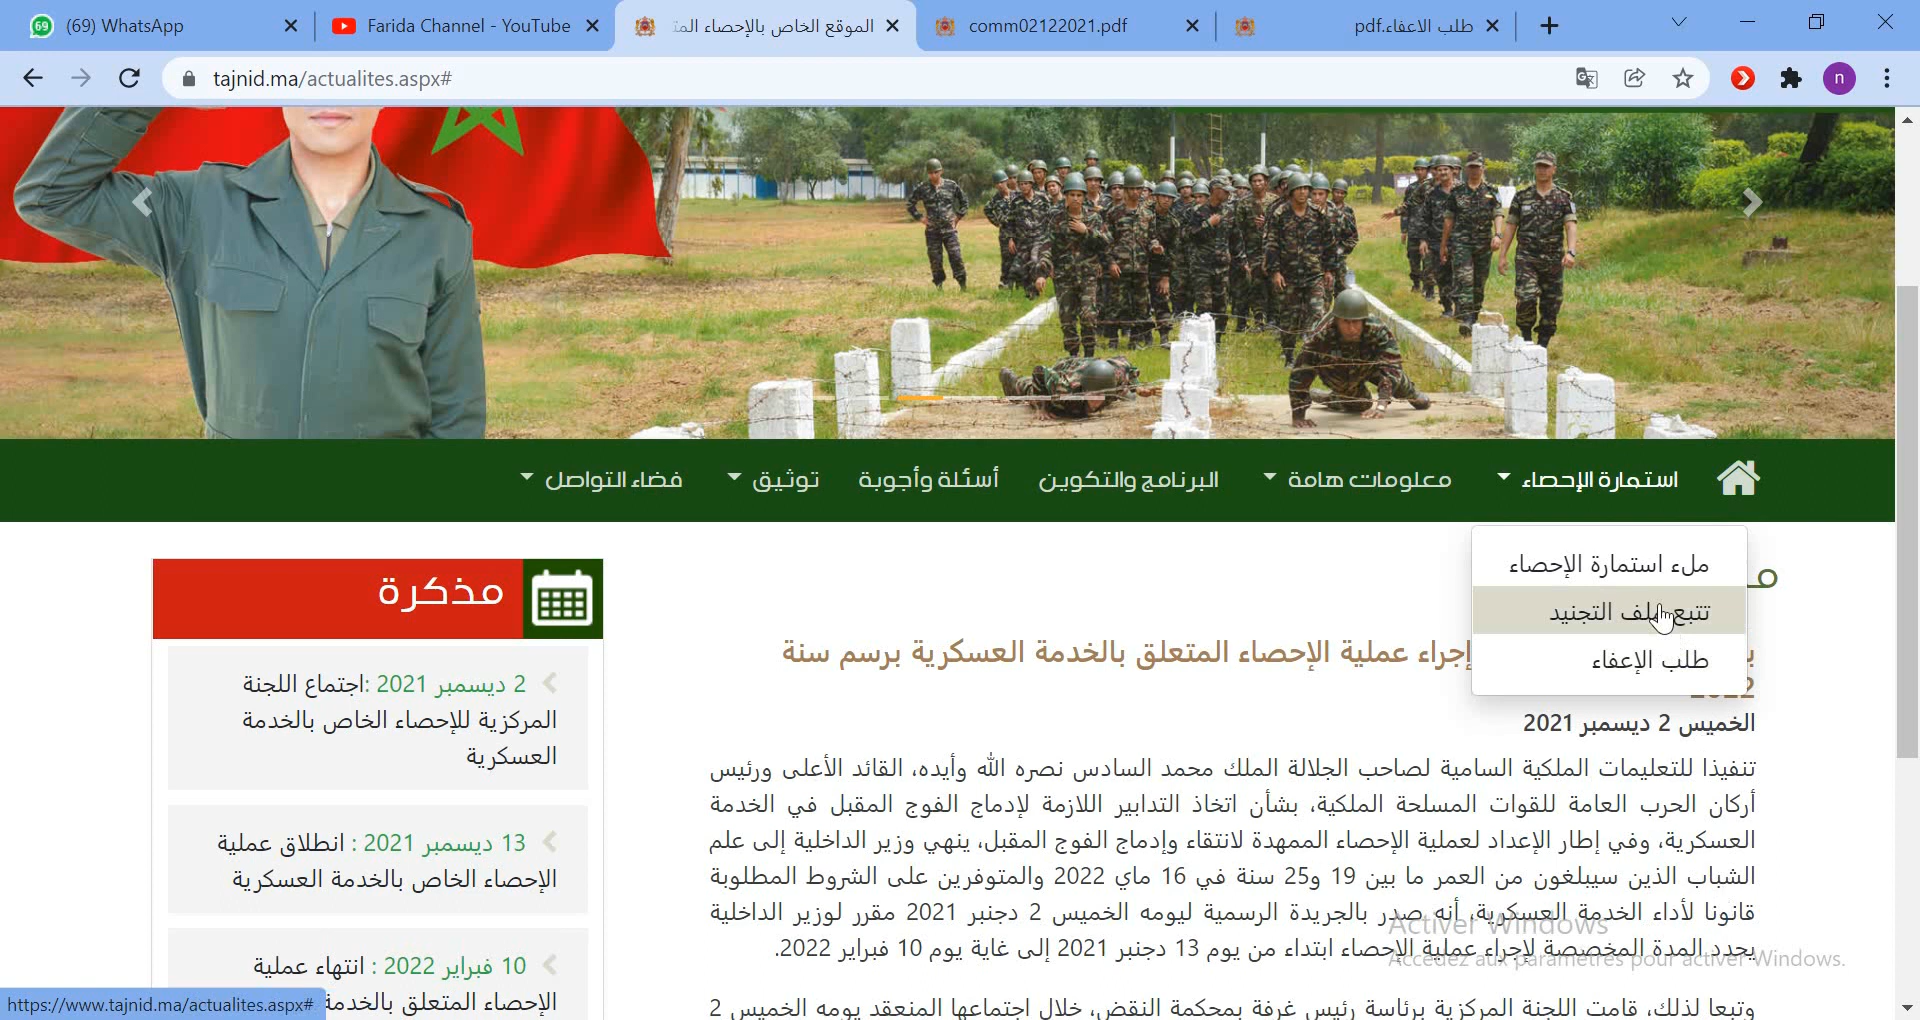 (69) WhatsApp
Farida Channel - YouTube
الموقع الخاص بالإحصاء المت
comm02122021.pdf
طلب الاعفاء.pdf
tajnid.ma/actualites.aspx#
n
استمارة الإحصاء
معلومات هامة
البرنامج والتكوين
أسئلة وأجوبة
توثيق
فضاء التواصل
ملء استمارة الإحصاء
تتبع ملف التجنيد
طلب الإعفاء
إجراء عملية الإحصاء المتعلق بالخدمة العسكرية برسم سنة
2022
الخميس 2 ديسمبر 2021
تنفيذا للتعليمات الملكية السامية لصاحب الجلالة الملك محمد السادس نصره الله وأيده، القائد الأعلى ورئيس
أركان الحرب العامة للقوات المسلحة الملكية، بشأن اتخاذ التدابير اللازمة لإدماج الفوج المقبل في الخدمة
العسكرية، وفي إطار الإعداد لعملية الإحصاء الممهدة لانتقاء وإدماج الفوج المقبل، ينهي وزير الداخلية إلى علم
الشباب الذين سيبلغون من العمر ما بين 19 و25 سنة في 16 ماي 2022 والمتوفرين على الشروط المطلوبة
قانونا لأداء الخدمة العسكرية، أنه صدر بالجريدة الرسمية ليومه الخميس 2 دجنبر 2021 مقرر لوزير الداخلية
يحدد المدة المخصصة لإجراء عملية الإحصاء ابتداء من يوم 13 دجنبر 2021 إلى غاية يوم 10 فبراير 2022.
وتبعا لذلك، قامت اللجنة المركزية برئاسة رئيس غرفة بمحكمة النقض، خلال اجتماعها المنعقد يومه الخميس 2
مذكرة
2 ديسمبر 2021 :اجتماع اللجنة
المركزية للإحصاء الخاص بالخدمة
العسكرية
13 ديسمبر 2021 : انطلاق عملية
الإحصاء الخاص بالخدمة العسكرية
10 فبراير 2022 : انتهاء عملية
الإحصاء المتعلق بالخدمة
Activer Windows
Accédez aux paramètres pour activer Windows.
https://www.tajnid.ma/actualites.aspx#